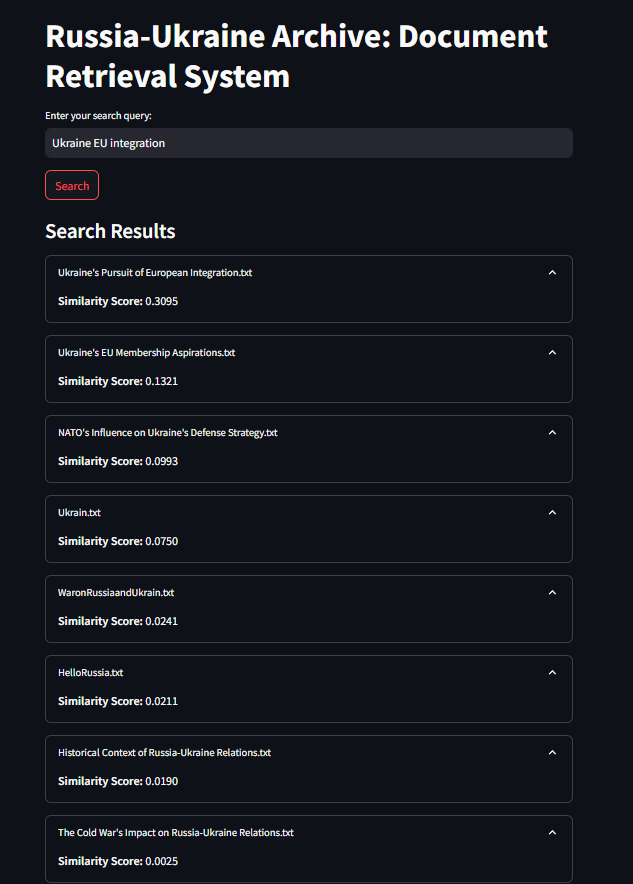 Russia-Ukraine Archive: Document
Retrieval System
Enter your search query:
Ukraine EU integration
Search
Search Results
Ukraine's Pursuit of European Integration.txt
Similarity Score: 0.3095
Ukraine's EU Membership Aspirations.txt
Similarity Score: 0.1321
NATO's Influence on Ukraine's Defense Strategy.txt
Similarity Score: 0.0993
Ukrain.txt
Similarity Score: 0.0750
WaronRussiaandUkrain.txt
Similarity Score: 0.0241
HelloRussia.txt
Similarity Score: 0.0211
Historical Context of Russia-Ukraine Relations.txt
Similarity Score: 0.0190
The Cold War's Impact on Russia-Ukraine Relations.txt
Similarity Score: 0.0025